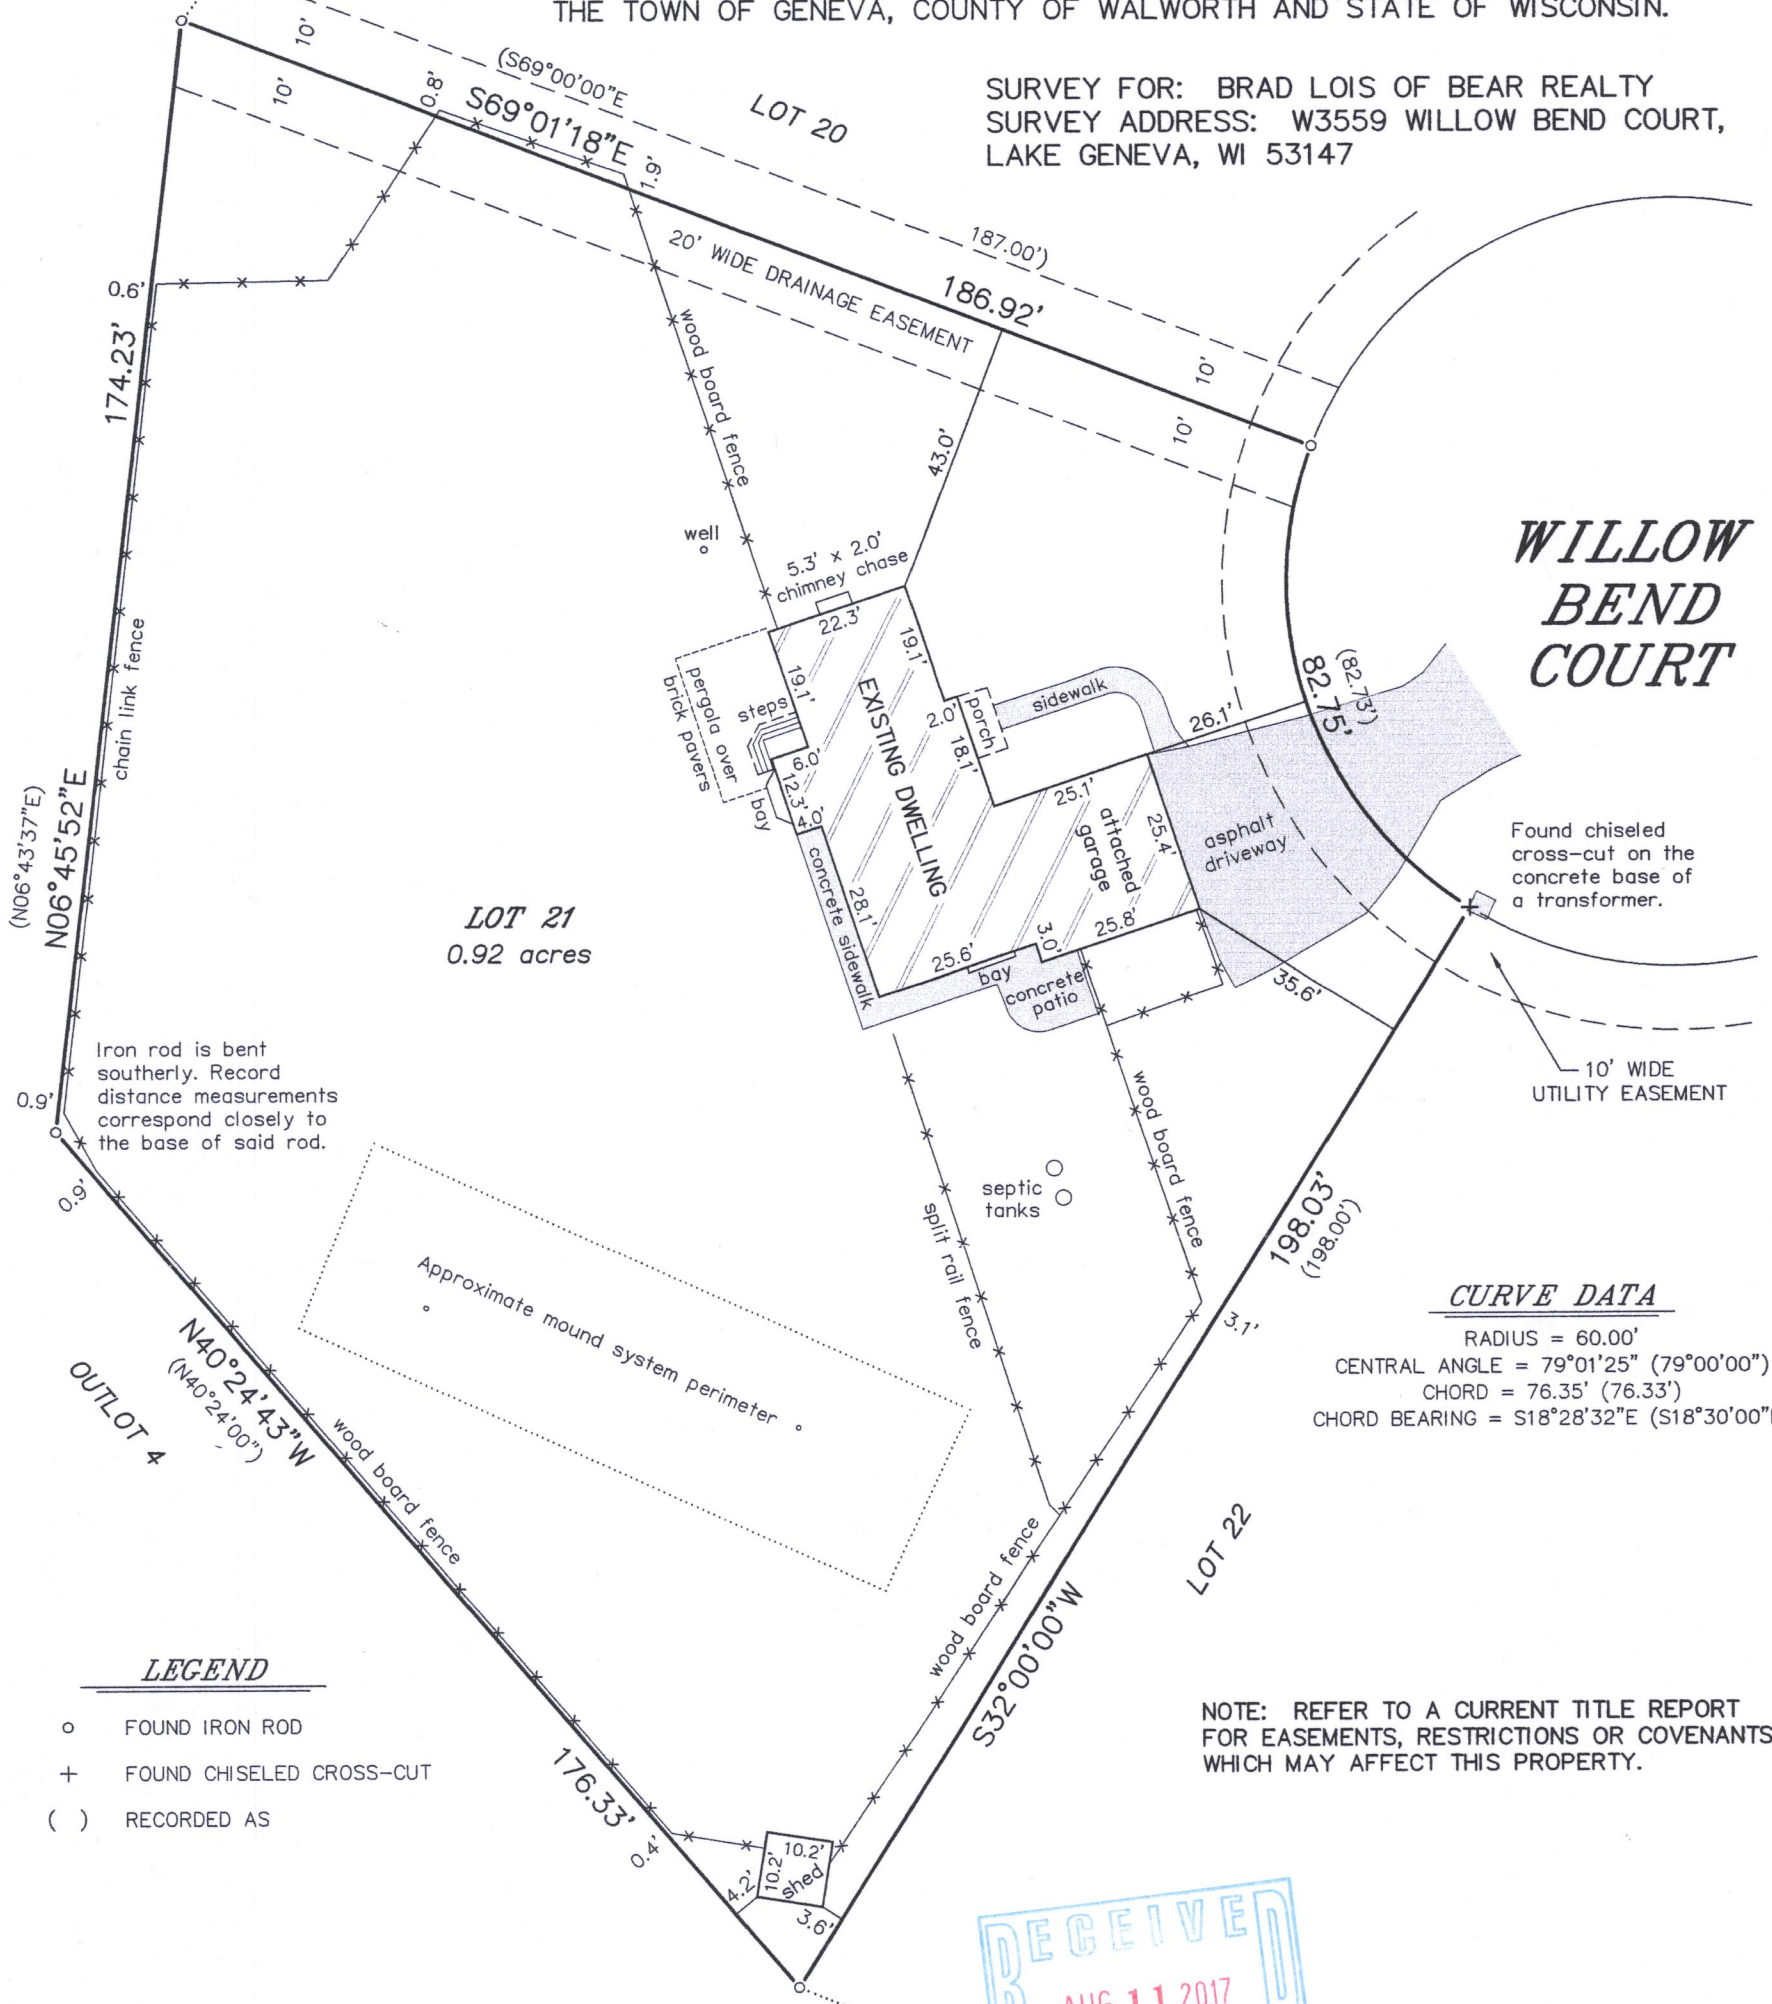 THE TOWN OF GENEVA, COUNTY OF WALWORTH AND STATE OF WISCONSIN.
SURVEY FOR: BRAD LOIS OF BEAR REALTY
SURVEY ADDRESS: W3559 WILLOW BEND COURT,
LAKE GENEVA, WI 53147
10'
10'
0.8'
(S69°00'00"E
187.00')
S69°01'18"E
186.92'
1.9'
LOT 20
20' WIDE DRAINAGE EASEMENT
10'
10'
0.6'
174.23'
chain link fence
N06°45'52"E
(N06°43'37"E)
wood board fence
43.0'
well
5.3' x 2.0'
chimney chase
22.3'
19.1'
19.1'
EXISTING DWELLING
pergola over
brick pavers
steps
6.0'
12.3'
bay
4.0'
2.0'
porch
18.1'
sidewalk
26.1'
82.75'
(82.73')
WILLOW
BEND
COURT
25.1'
attached
garage
25.4'
asphalt
driveway
Found chiseled
cross-cut on the
concrete base of
a transformer.
concrete sidewalk
28.1'
25.6'
3.0'
25.8'
bay
concrete
patio
35.6'
LOT 21
0.92 acres
10' WIDE
UTILITY EASEMENT
Iron rod is bent
southerly. Record
distance measurements
correspond closely to
the base of said rod.
0.9'
0.9'
septic
tanks
wood board fence
split rail fence
198.03'
(198.00')
3.1'
S32°00'00"W
wood board fence
LOT 22
Approximate mound system perimeter
N40°24'43"W
(N40°24'00")
176.33'
wood board fence
OUTLOT 4
0.4'
4.2'
10.2'
10.2'
shed
3.6'
CURVE DATA
RADIUS = 60.00'
CENTRAL ANGLE = 79°01'25" (79°00'00")
CHORD = 76.35' (76.33')
CHORD BEARING = S18°28'32"E (S18°30'00"
LEGEND
o FOUND IRON ROD
+ FOUND CHISELED CROSS-CUT
( ) RECORDED AS
NOTE: REFER TO A CURRENT TITLE REPORT
FOR EASEMENTS, RESTRICTIONS OR COVENANTS
WHICH MAY AFFECT THIS PROPERTY.
RECEIVED
AUG 11 2017